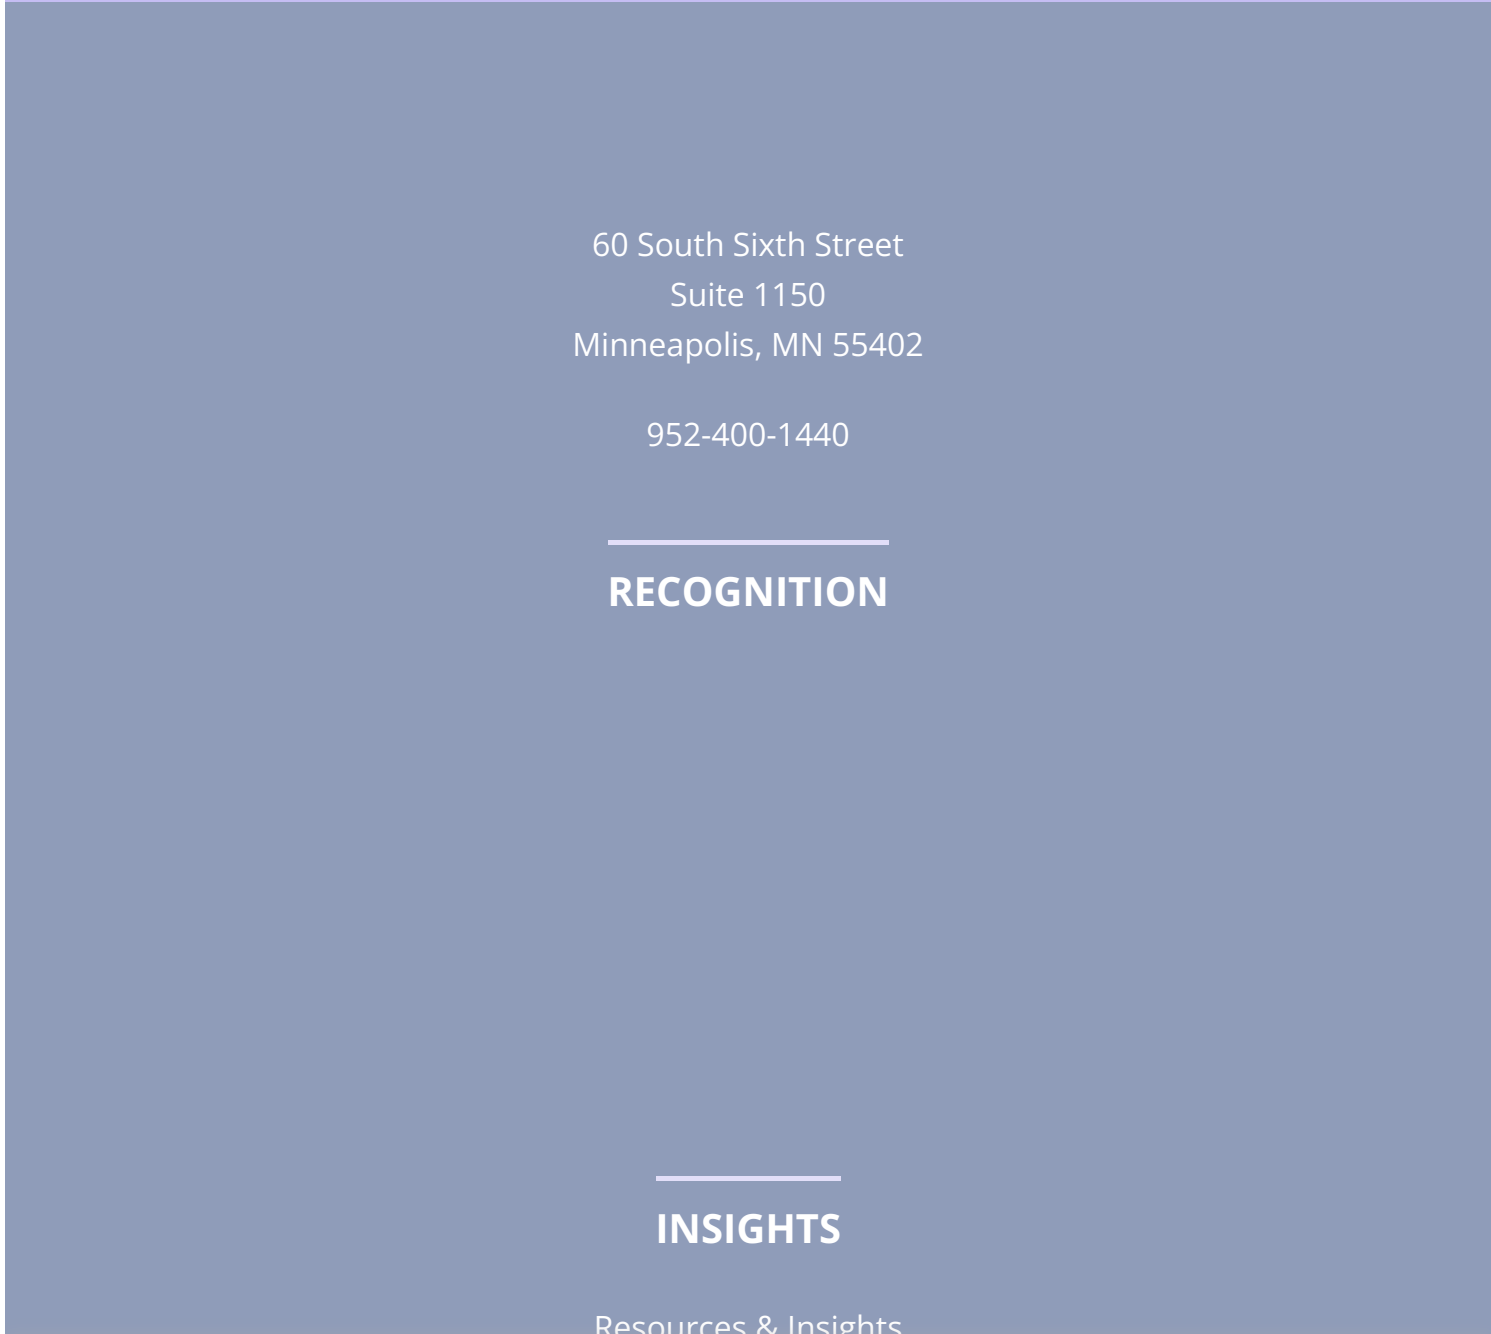 60 South Sixth Street
Suite 1150
Minneapolis, MN 55402
952-400-1440
RECOGNITION
INSIGHTS
Resources & Insights